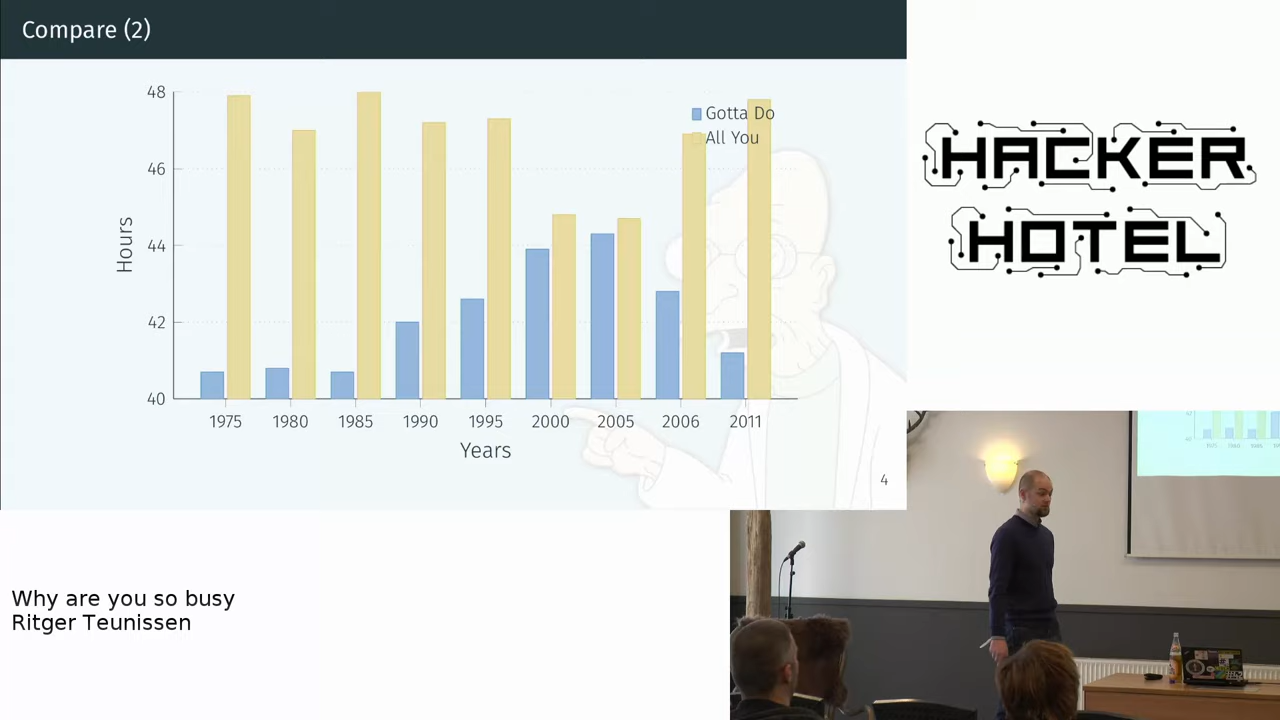 Compare (2)
48
46
44
42
40
Hours
Gotta Do
All You
1975 1980 1985 1990 1995 2000 2005 2006 2011
Years
4
HACKER
HOTEL
Why are you so busy
Ritger Teunissen